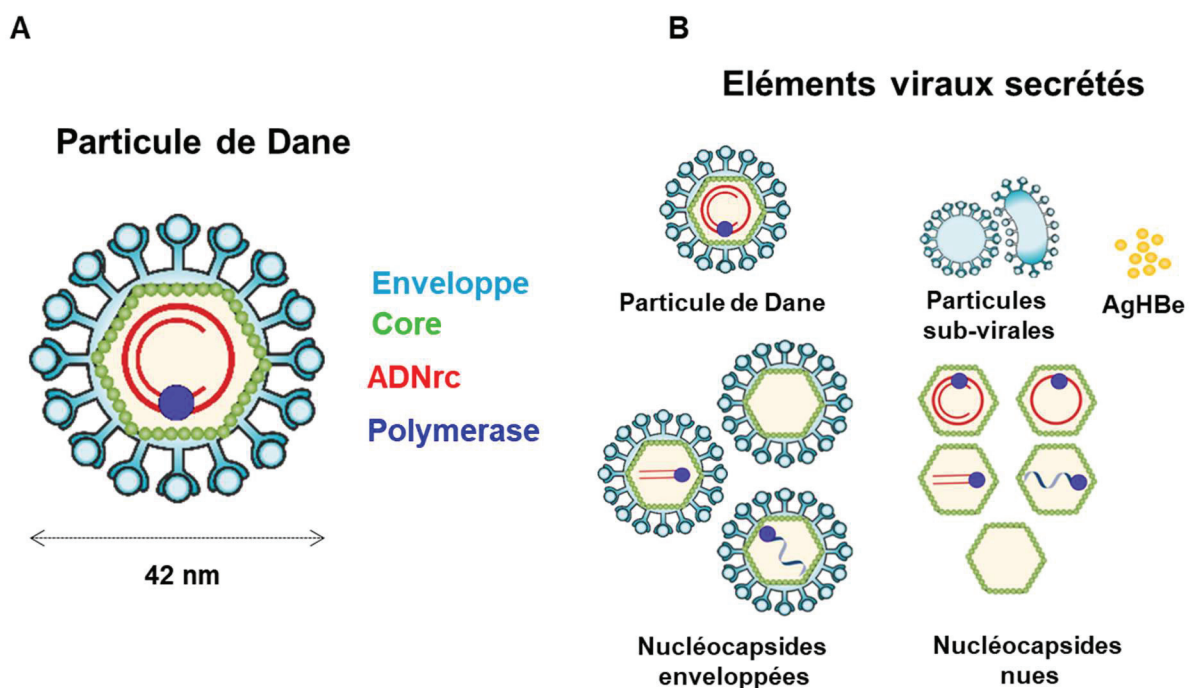 A
Particule de Dane
Enveloppe
Core
ADNrc
Polymerase
42 nm
B
Eléments viraux secrétés
Particule de Dane
Particules
sub-virales
AgHBe
Nucléocapsides
enveloppées
Nucléocapsides
nues